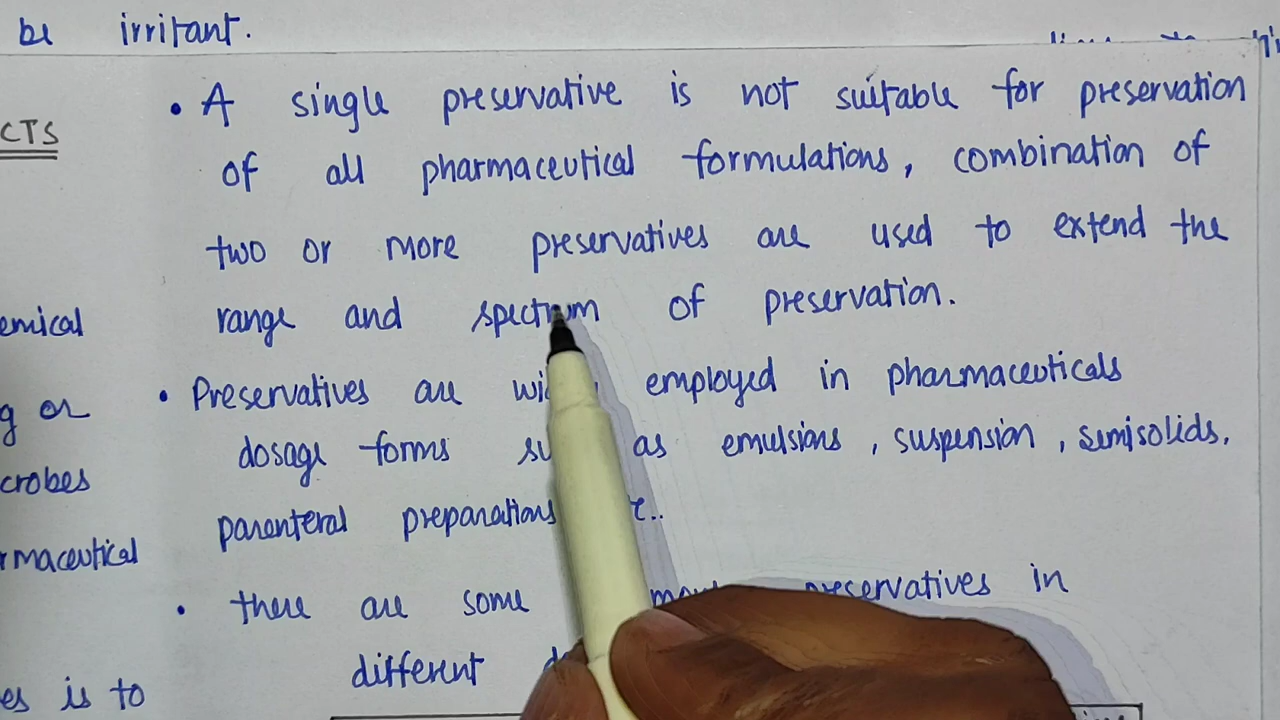 be irritant.
CTS
• A single preservative is not suitable for preservation
of all pharmaceutical formulations, combination of
two or more preservatives are used to extend the
range and spectrum of preservation.
emical
• Preservatives are employed in pharmaceuticals
g or
dosage forms as emulsions, suspension, semisolids,
crobes
parenteral preparations
rmaceutical
• there are some preservatives in
different
es is to